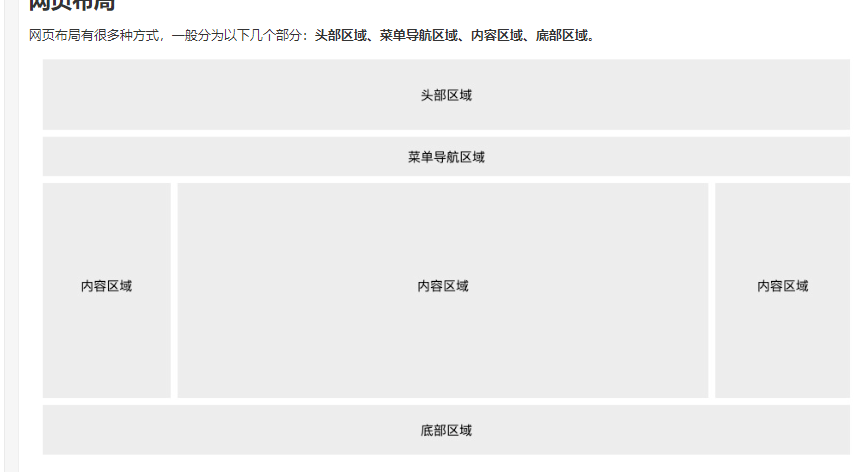 网页布局
网页布局有很多种方式，一般分为以下几个部分：头部区域、菜单导航区域、内容区域、底部区域。
头部区域
菜单导航区域
内容区域
内容区域
内容区域
底部区域